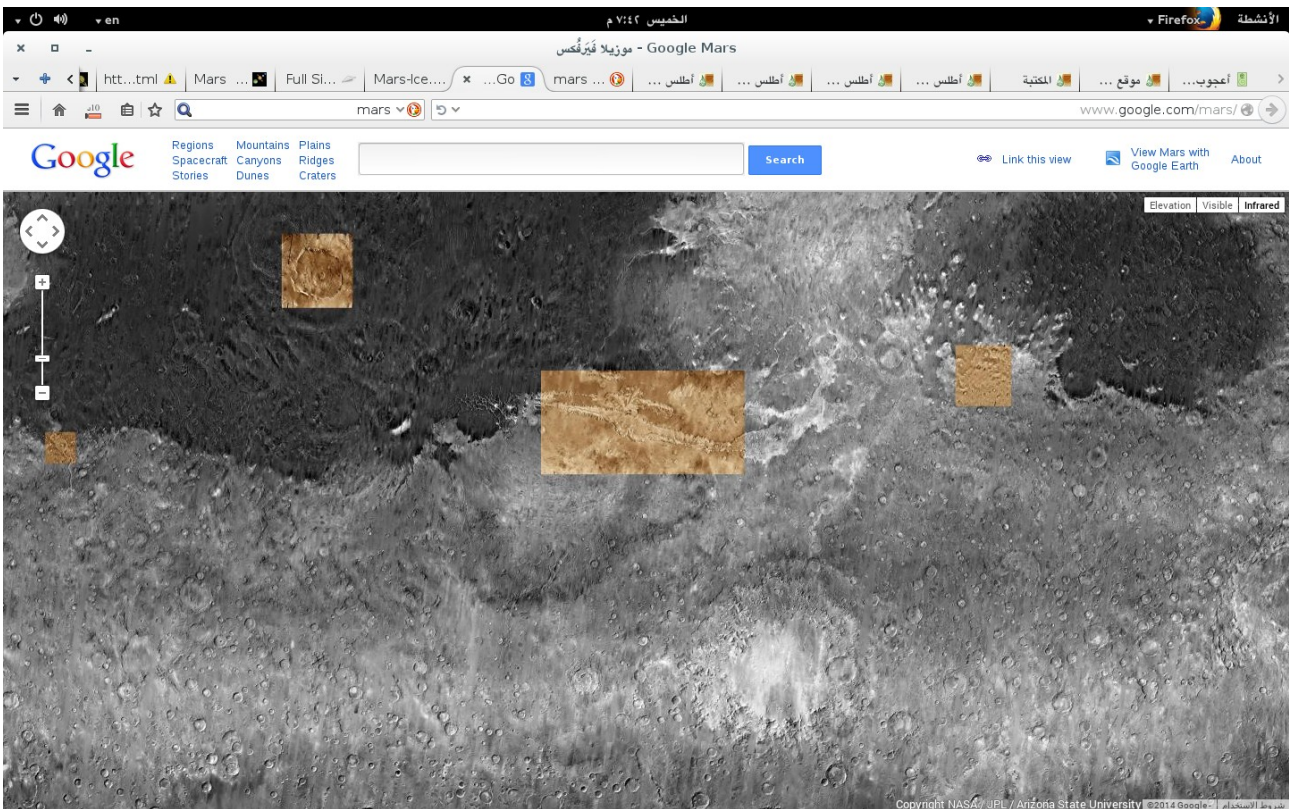 الأنشطة Firefox الخميس ٧:٤٢ م en
Google Mars - موزيلا فَيَرفُكس
أعجوب... موقع ... المكتبة أطلس ... أطلس ... أطلس ... أطلس ... mars ... Go... Mars-Ice.... Full Si... Mars ... htt...tml
www.google.com/mars/ mars
Google
Regions Mountains Plains
Spacecraft Canyons Ridges
Stories Dunes Craters
Search
Link this view
View Mars with
Google Earth
About
Elevation Visible Infrared
Copyright NASA / JPL / Arizona State University ©2014 Google - شروط الاستخدام